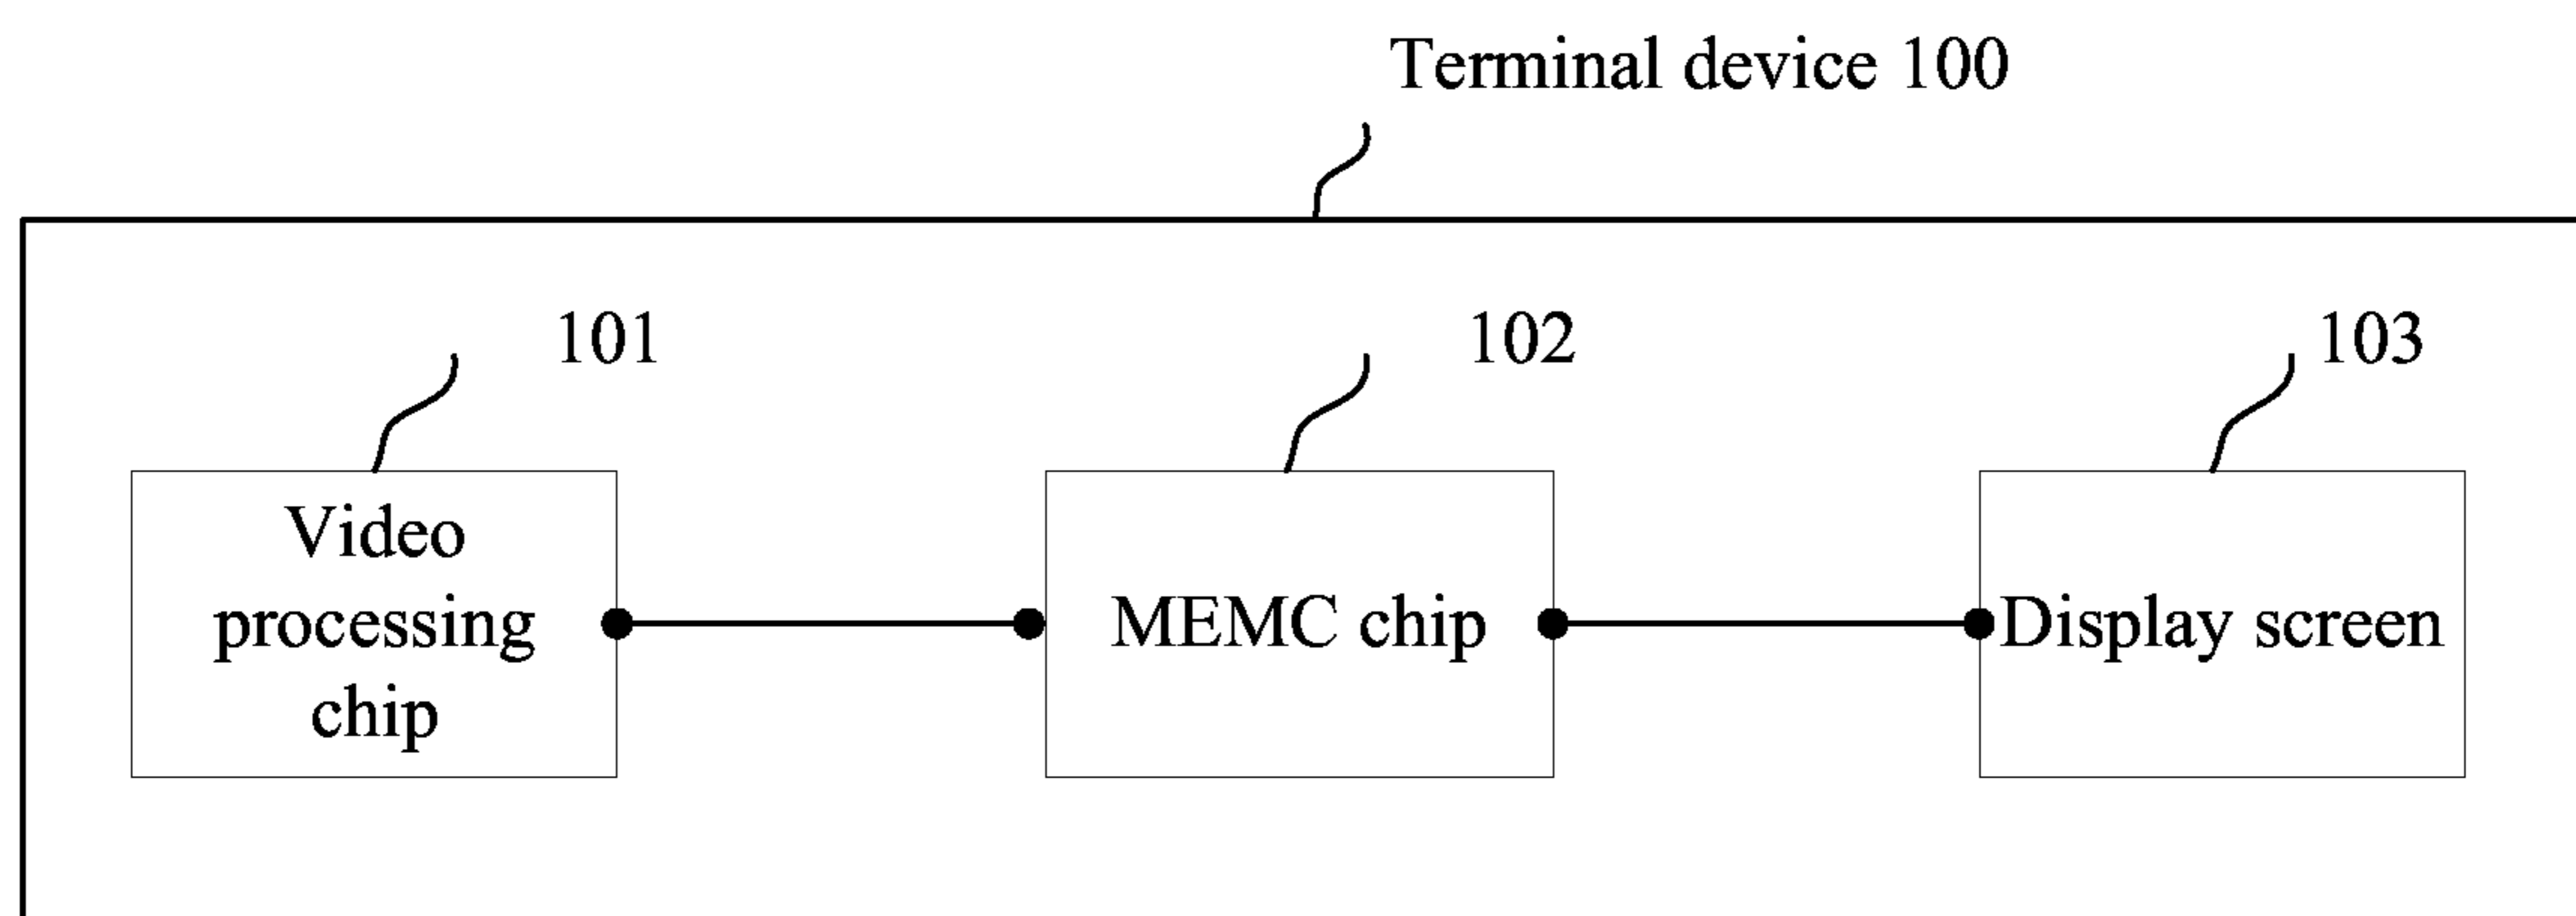 Terminal device 100
101
102
103
Video
processing
chip
MEMC chip
Display screen